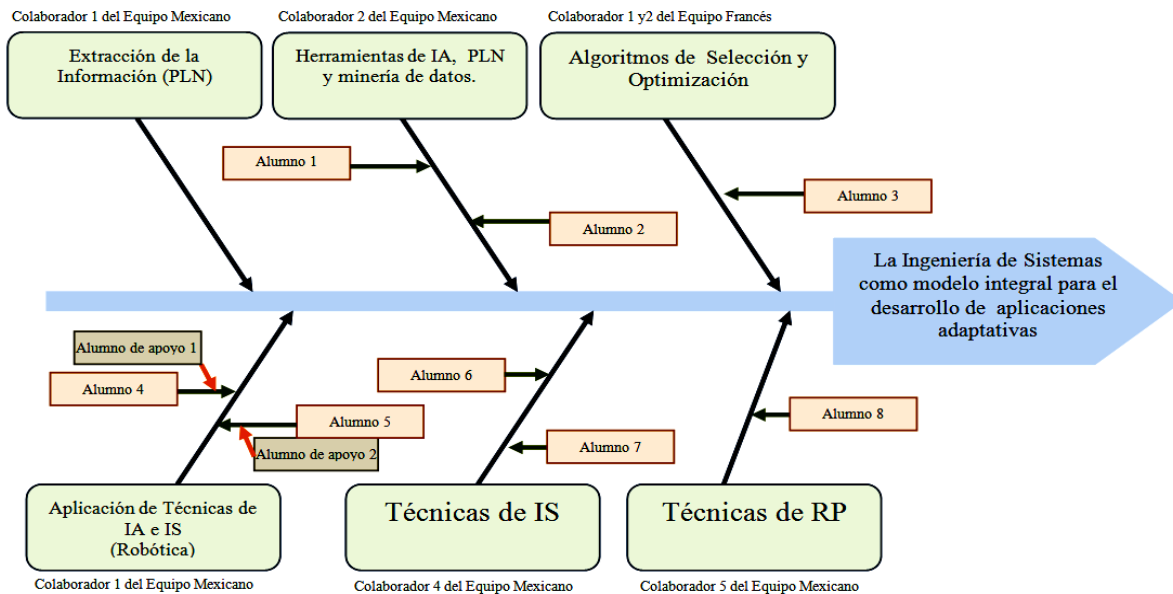 Colaborador 1 del Equipo Mexicano
Colaborador 2 del Equipo Mexicano
Colaborador 1 y2 del Equipo Francés
Extracción de la
Información (PLN)
Herramientas de IA, PLN
y minería de datos.
Algoritmos de Selección y
Optimización
Alumno 1
Alumno 2
Alumno 3
La Ingeniería de Sistemas
como modelo integral para el
desarrollo de aplicaciones
adaptativas
Alumno de apoyo 1
Alumno 4
Alumno 5
Alumno de apoyo 2
Alumno 6
Alumno 7
Alumno 8
Aplicación de Técnicas de
IA e IS
(Robótica)
Técnicas de IS
Técnicas de RP
Colaborador 1 del Equipo Mexicano
Colaborador 4 del Equipo Mexicano
Colaborador 5 del Equipo Mexicano